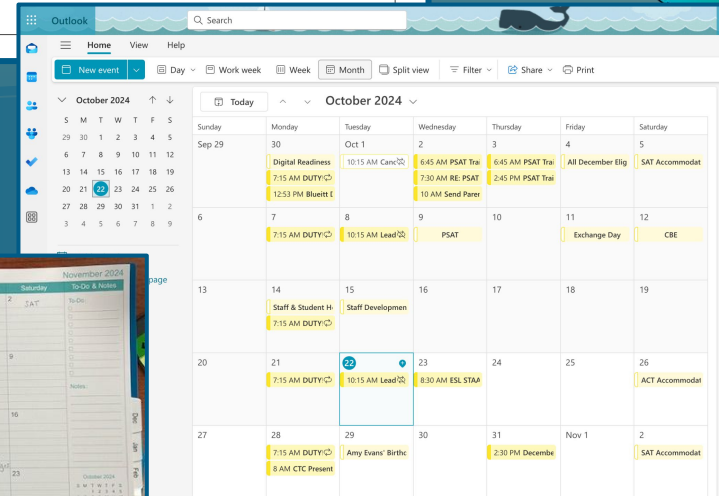 Outlook
Search
Home View Help
New event Day Work week Week Month Split view Filter Share Print
October 2024
S M T W T F S
29 30 1 2 3 4 5
6 7 8 9 10 11 12
13 14 15 16 17 18 19
20 21 22 23 24 25 26
27 28 29 30 31 1 2
3 4 5 6 7 8 9
page
Today October 2024
Sunday Monday Tuesday Wednesday Thursday Friday Saturday
Sep 29 30 Oct 1 2 3 4 5
Digital Readiness 10:15 AM Canc 6:45 AM PSAT Trai 6:45 AM PSAT Trai All December Elig SAT Accommodat
7:15 AM DUTY! 7:30 AM RE: PSAT 2:45 PM PSAT Trai
12:53 PM Blueitt 10 AM Send Paren
6 7 8 9 10 11 12
7:15 AM DUTY! 10:15 AM Lead PSAT Exchange Day CBE
13 14 15 16 17 18 19
Staff & Student H Staff Developmen
7:15 AM DUTY!
20 21 22 23 24 25 26
7:15 AM DUTY! 10:15 AM Lead 8:30 AM ESL STAA ACT Accommodat
27 28 29 30 31 Nov 1 2
7:15 AM DUTY! Amy Evans' Birthc 2:30 PM Decembe SAT Accommodat
8 AM CTC Present
November 2024
Saturday To-Do & Notes
2 SAT To-Do:
9
Notes:
16
23
Dec
Jan
Feb
October 2024
S M T W T F S
1 2 3 4 5